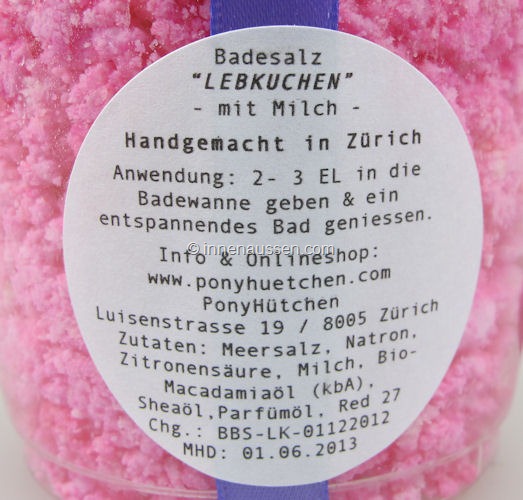 Badesalz
"LEBKUCHEN"
- mit Milch -
Handgemacht in Zürich
Anwendung: 2- 3 EL in die
Badewanne geben & ein
entspannendes Bad geniessen.
© innenaussen.com
Info & Onlineshop:
www.ponyhuetchen.com
PonyHütchen
Luisenstrasse 19 / 8005 Zürich
Zutaten: Meersalz, Natron,
Zitronensäure, Milch, Bio-
Macadamiaöl (kbA),
Sheaöl,Parfümöl, Red 27
Chg.: BBS-LK-01122012
MHD: 01.06.2013